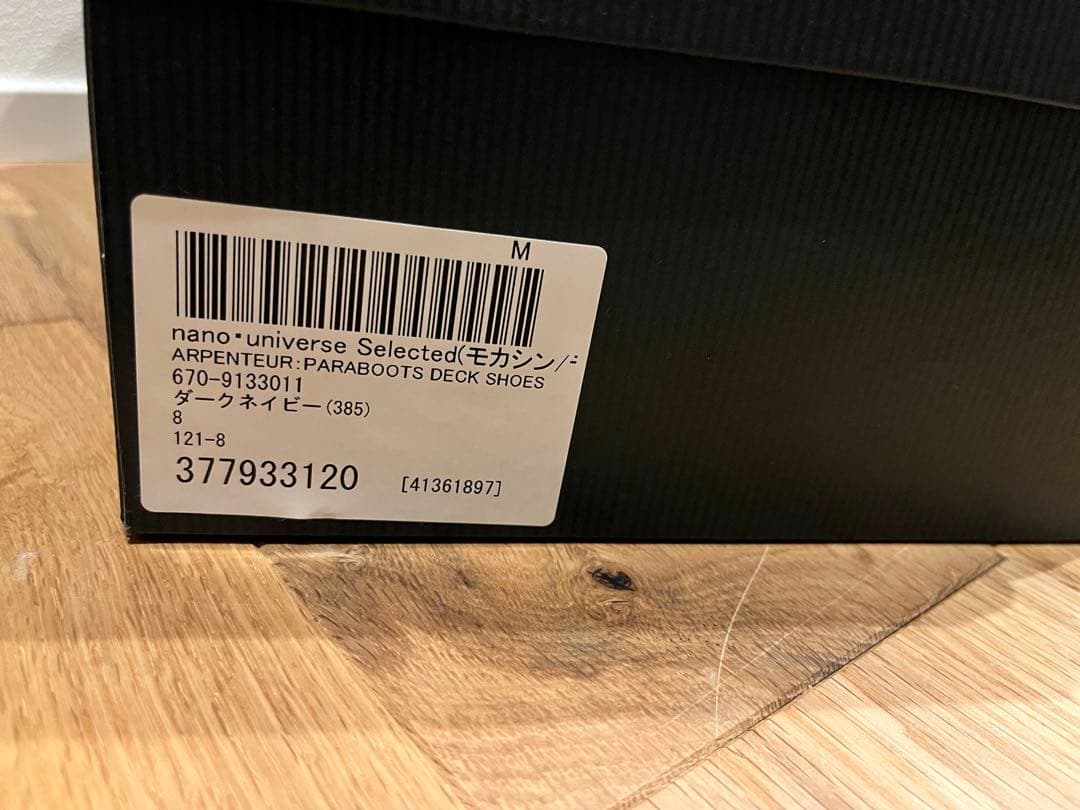 M
nano・universe Selected(モカシン/
ARPENTEUR:PARABOOTS DECK SHOES
670-9133011
ダークネイビー(385)
8
121-8
377933120 [41361897]